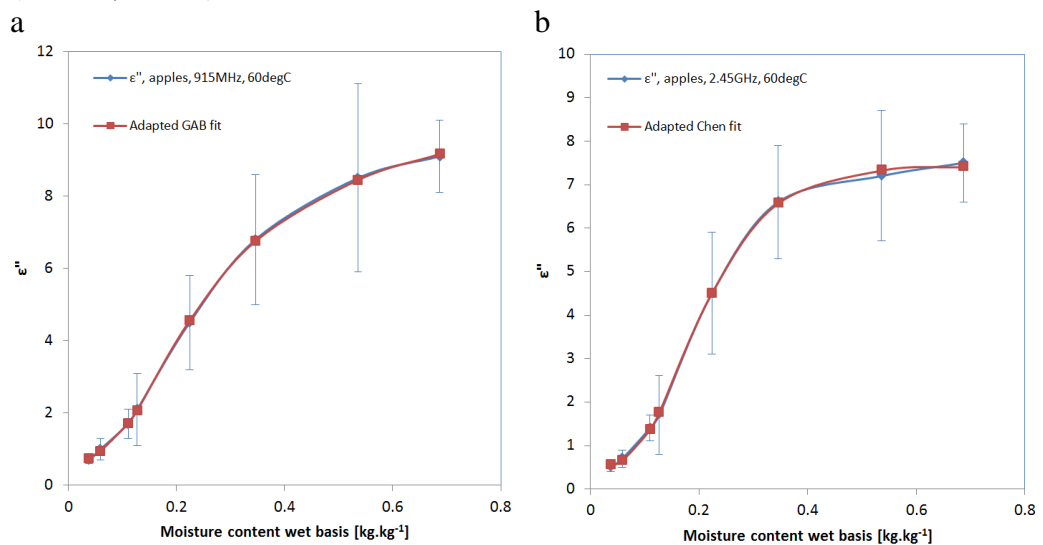 a
12
10
8
6
4
2
0
ε"
ε", apples, 915MHz, 60degC
Adapted GAB fit
0 0.2 0.4 0.6 0.8
Moisture content wet basis [kg.kg⁻¹]
b
10
9
8
7
6
5
4
3
2
1
0
ε"
ε", apples, 2.45GHz, 60degC
Adapted Chen fit
0 0.2 0.4 0.6 0.8
Moisture content wet basis [kg.kg⁻¹]